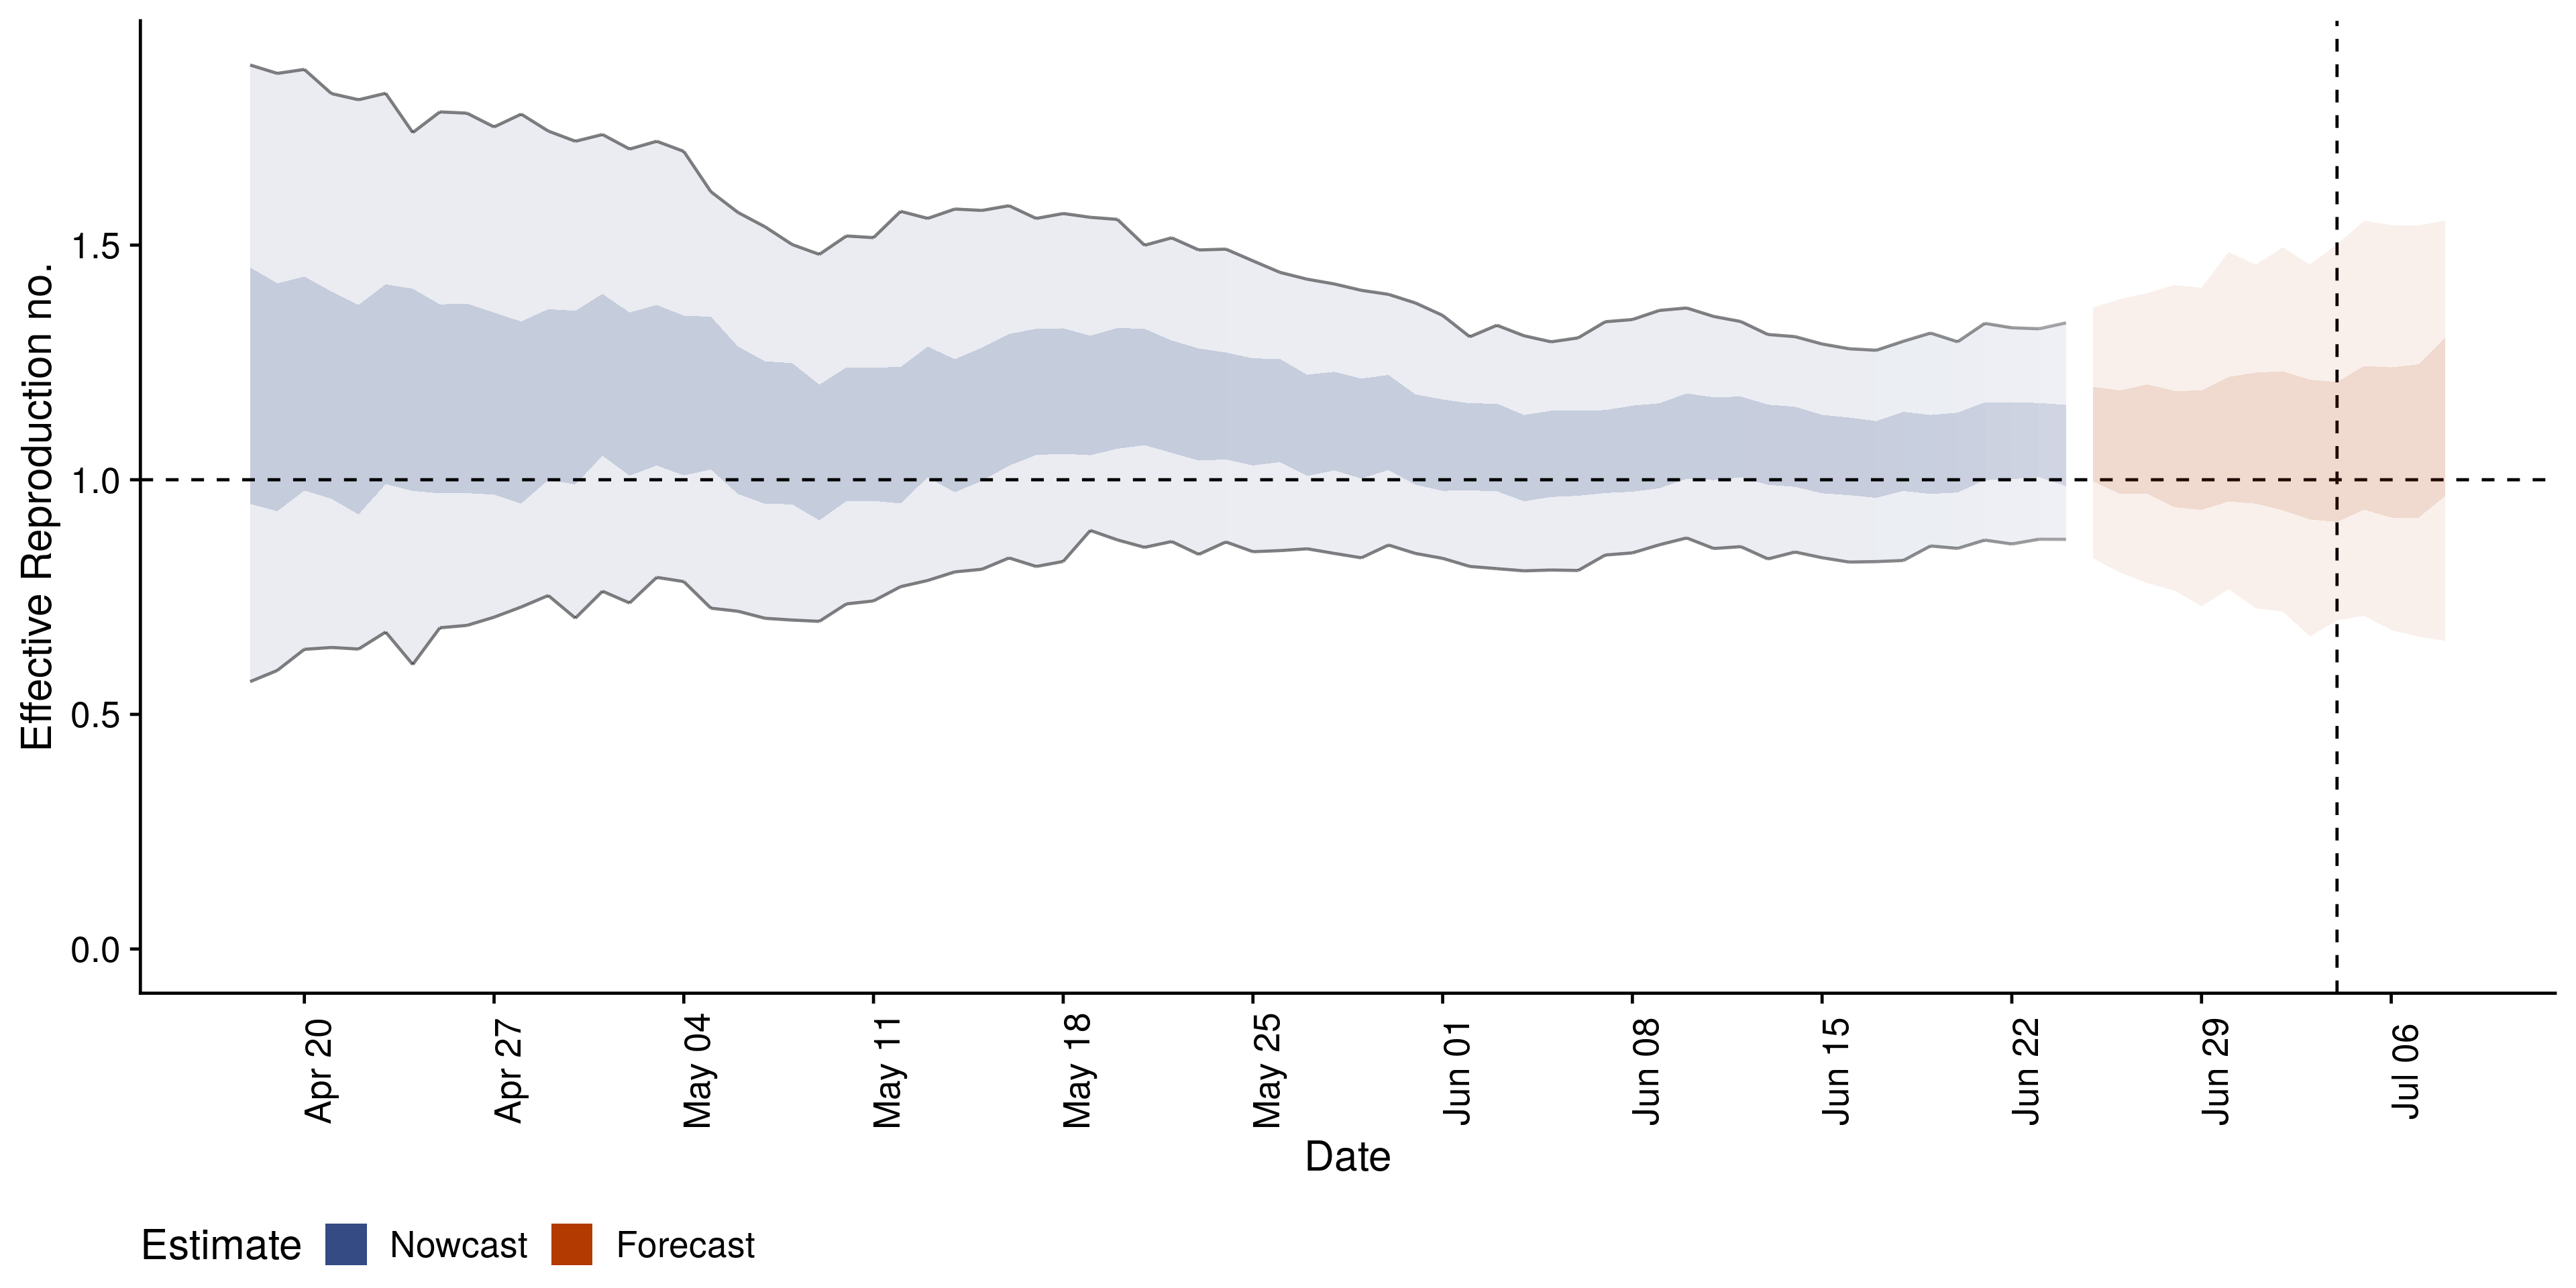 Effective Reproduction no.
1.5
1.0
0.5
0.0
Apr 20
Apr 27
May 04
May 11
May 18
May 25
Jun 01
Jun 08
Jun 15
Jun 22
Jun 29
Jul 06
Date
Estimate Nowcast Forecast